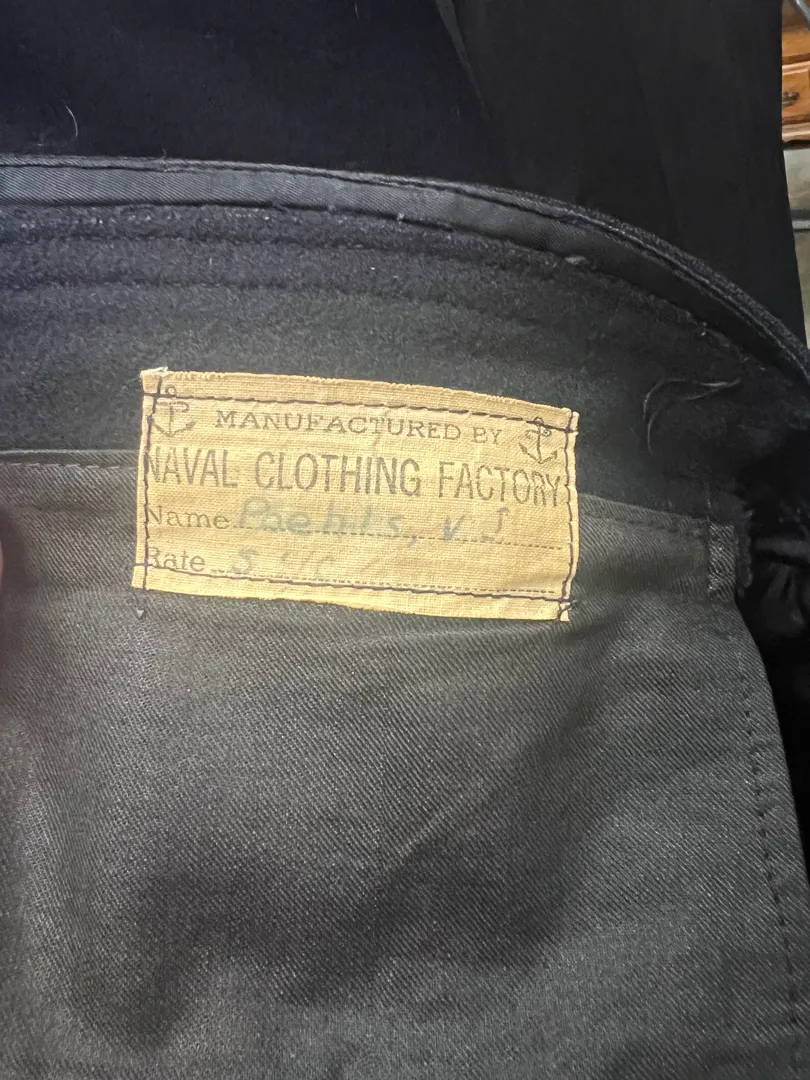 MANUFACTURED BY
NAVAL CLOTHING FACTORY
Name V J
Rate